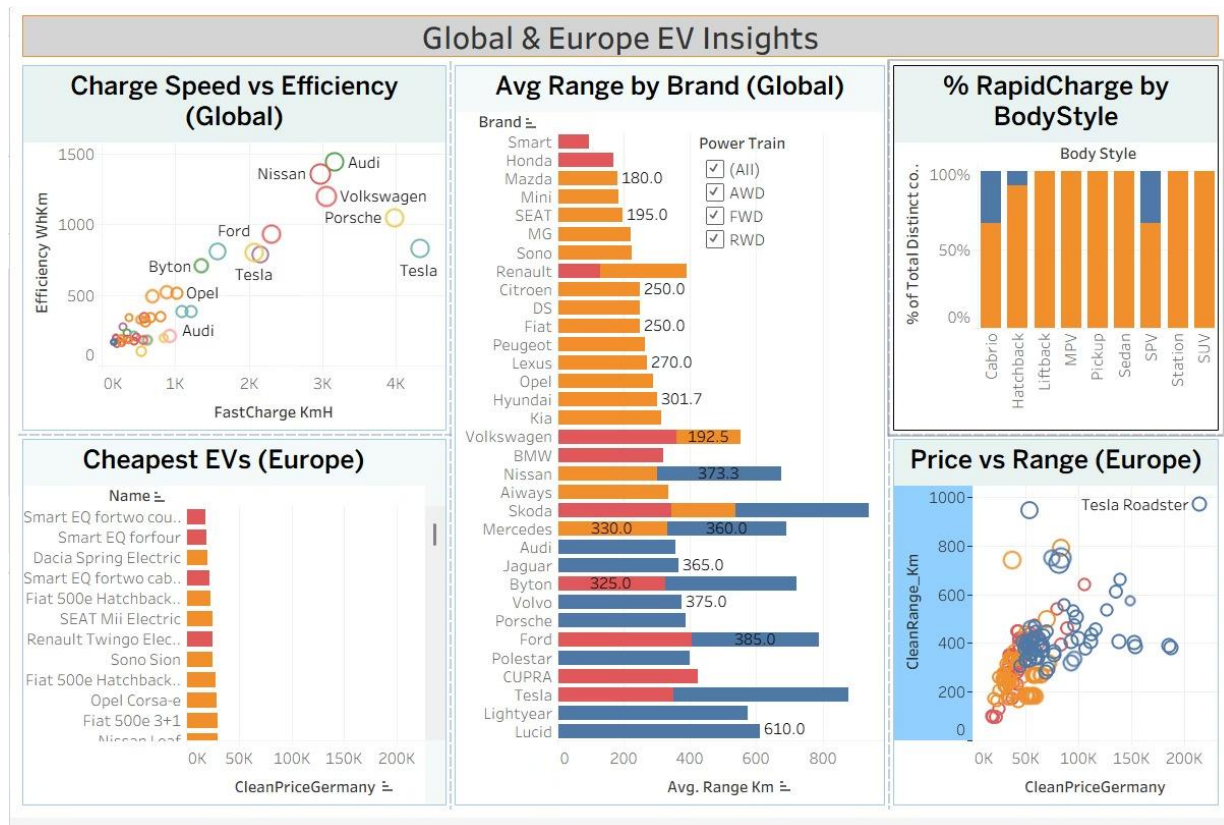 Global & Europe EV Insights
Charge Speed vs Efficiency
(Global)
1500
1000
500
0
Efficiency WhKm
Audi
Nissan
Volkswagen
Porsche
Ford
Tesla
Tesla
Byton
Opel
Audi
0K 1K 2K 3K 4K
FastCharge KmH
Cheapest EVs (Europe)
Name
Smart EQ fortwo cou..
Smart EQ forfour
Dacia Spring Electric
Smart EQ fortwo cab..
Fiat 500e Hatchback..
SEAT Mii Electric
Renault Twingo Elec..
Sono Sion
Fiat 500e Hatchback..
Opel Corsa-e
Fiat 500e 3+1
Nissan Leaf
0K 50K 100K 150K 200K
CleanPriceGermany
Avg Range by Brand (Global)
Brand
Power Train
(All)
AWD
FWD
RWD
Smart
Honda
Mazda 180.0
Mini
SEAT 195.0
MG
Sono
Renault
Citroen 250.0
DS
Fiat 250.0
Peugeot
Lexus 270.0
Opel
Hyundai 301.7
Kia
Volkswagen 192.5
BMW
Nissan 373.3
Aiways
Skoda
Mercedes 330.0 360.0
Audi
Jaguar 365.0
Byton 325.0
Volvo 375.0
Porsche
Ford 385.0
Polestar
CUPRA
Tesla
Lightyear
Lucid 610.0
0 200 400 600 800
Avg. Range Km
% RapidCharge by
BodyStyle
Body Style
100%
50%
0%
% of Total Distinct co..
Cabrio
Hatchback
Liftback
MPV
Pickup
Sedan
SPV
Station
SUV
Price vs Range (Europe)
1000
800
600
400
200
0
CleanRange_Km
Tesla Roadster
0K 50K 100K 150K 200K
CleanPriceGermany